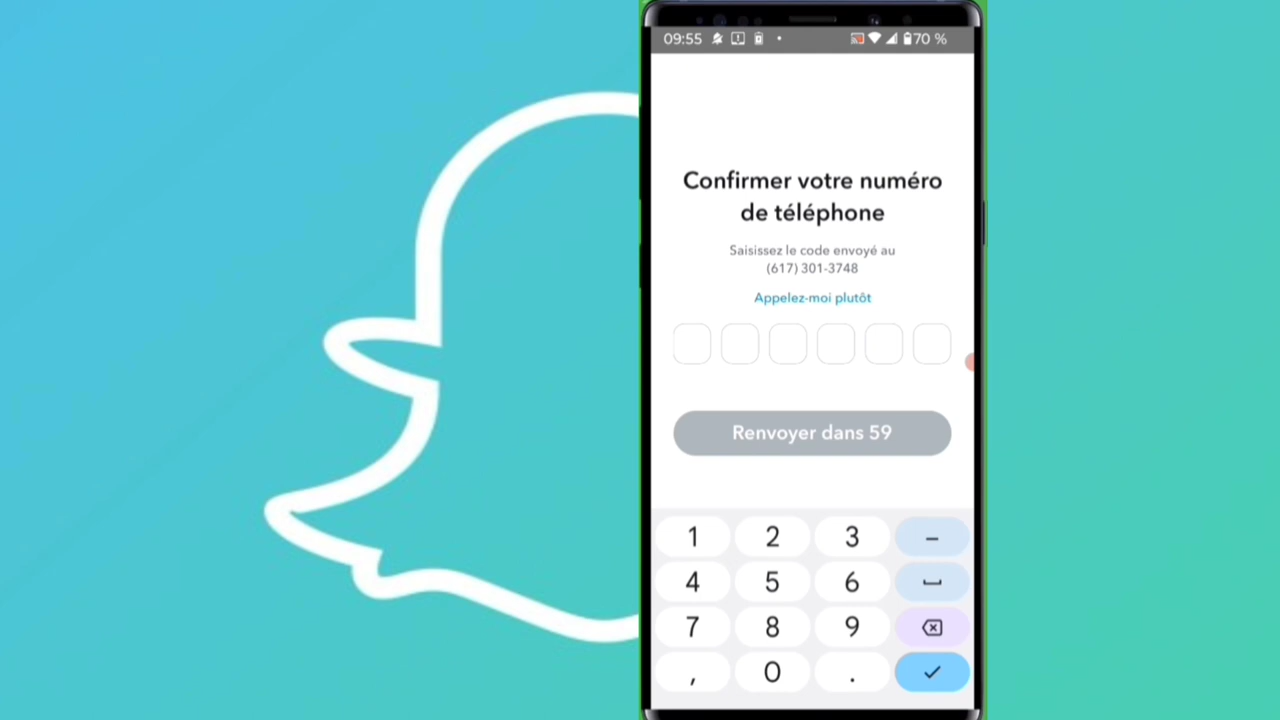 09:55 70 %
Confirmer votre numéro
de téléphone
Saisissez le code envoyé au
(617) 301-3748
Appelez-moi plutôt
Renvoyer dans 59
1 2 3 –
4 5 6
7 8 9
, 0 .